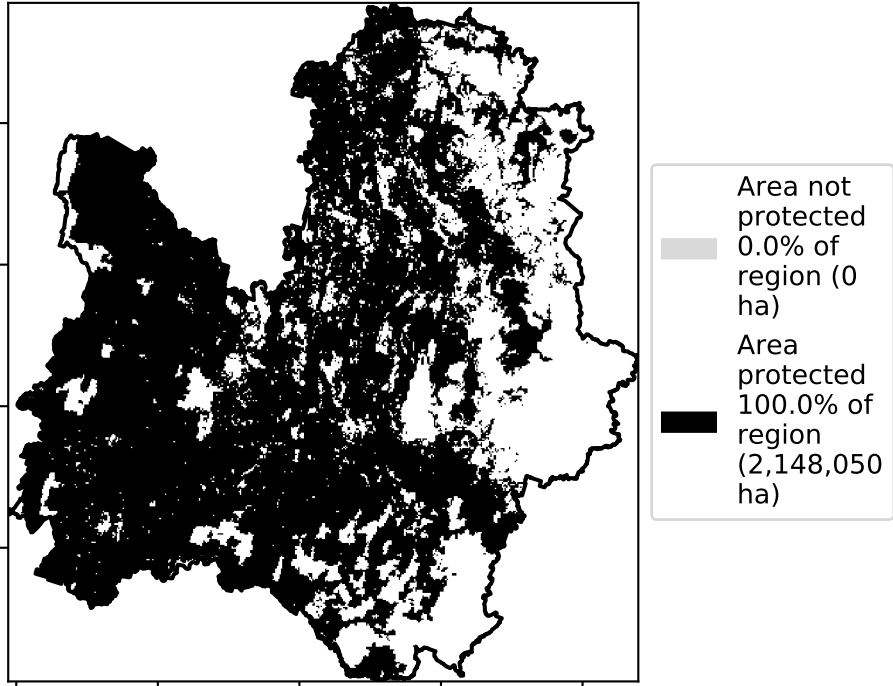 Area not
protected
0.0% of
region (0
ha)
Area
protected
100.0% of
region
(2,148,050
ha)